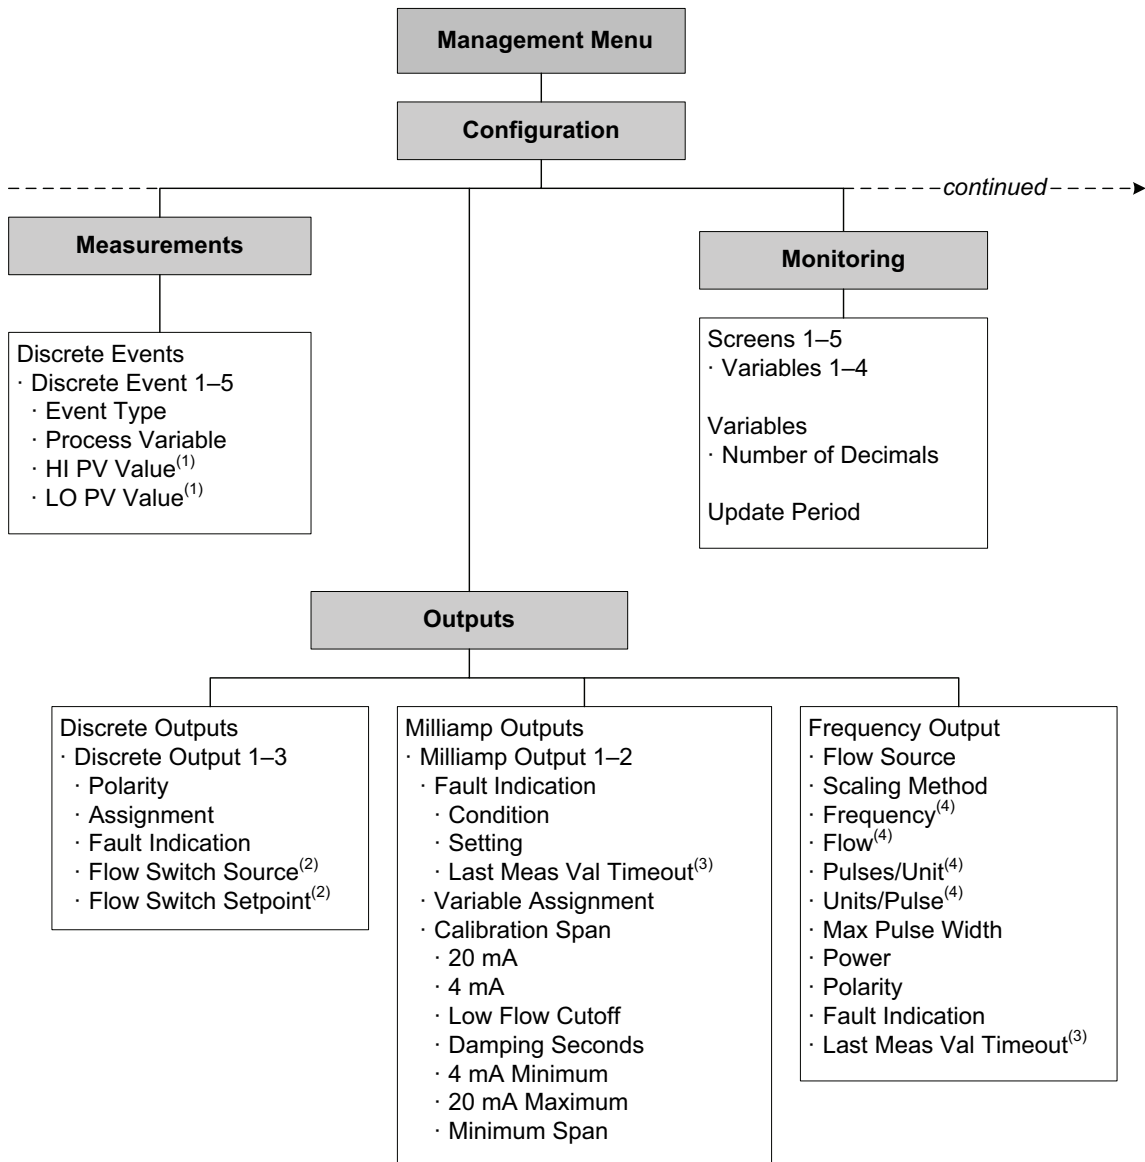 Management Menu
Configuration
continued
Measurements
Discrete Events
· Discrete Event 1–5
· Event Type
· Process Variable
· HI PV Value(1)
· LO PV Value(1)
Monitoring
Screens 1–5
· Variables 1–4
Variables
· Number of Decimals
Update Period
Outputs
Discrete Outputs
· Discrete Output 1–3
· Polarity
· Assignment
· Fault Indication
· Flow Switch Source(2)
· Flow Switch Setpoint(2)
Milliamp Outputs
· Milliamp Output 1–2
· Fault Indication
· Condition
· Setting
· Last Meas Val Timeout(3)
· Variable Assignment
· Calibration Span
· 20 mA
· 4 mA
· Low Flow Cutoff
· Damping Seconds
· 4 mA Minimum
· 20 mA Maximum
· Minimum Span
Frequency Output
· Flow Source
· Scaling Method
· Frequency(4)
· Flow(4)
· Pulses/Unit(4)
· Units/Pulse(4)
· Max Pulse Width
· Power
· Polarity
· Fault Indication
· Last Meas Val Timeout(3)